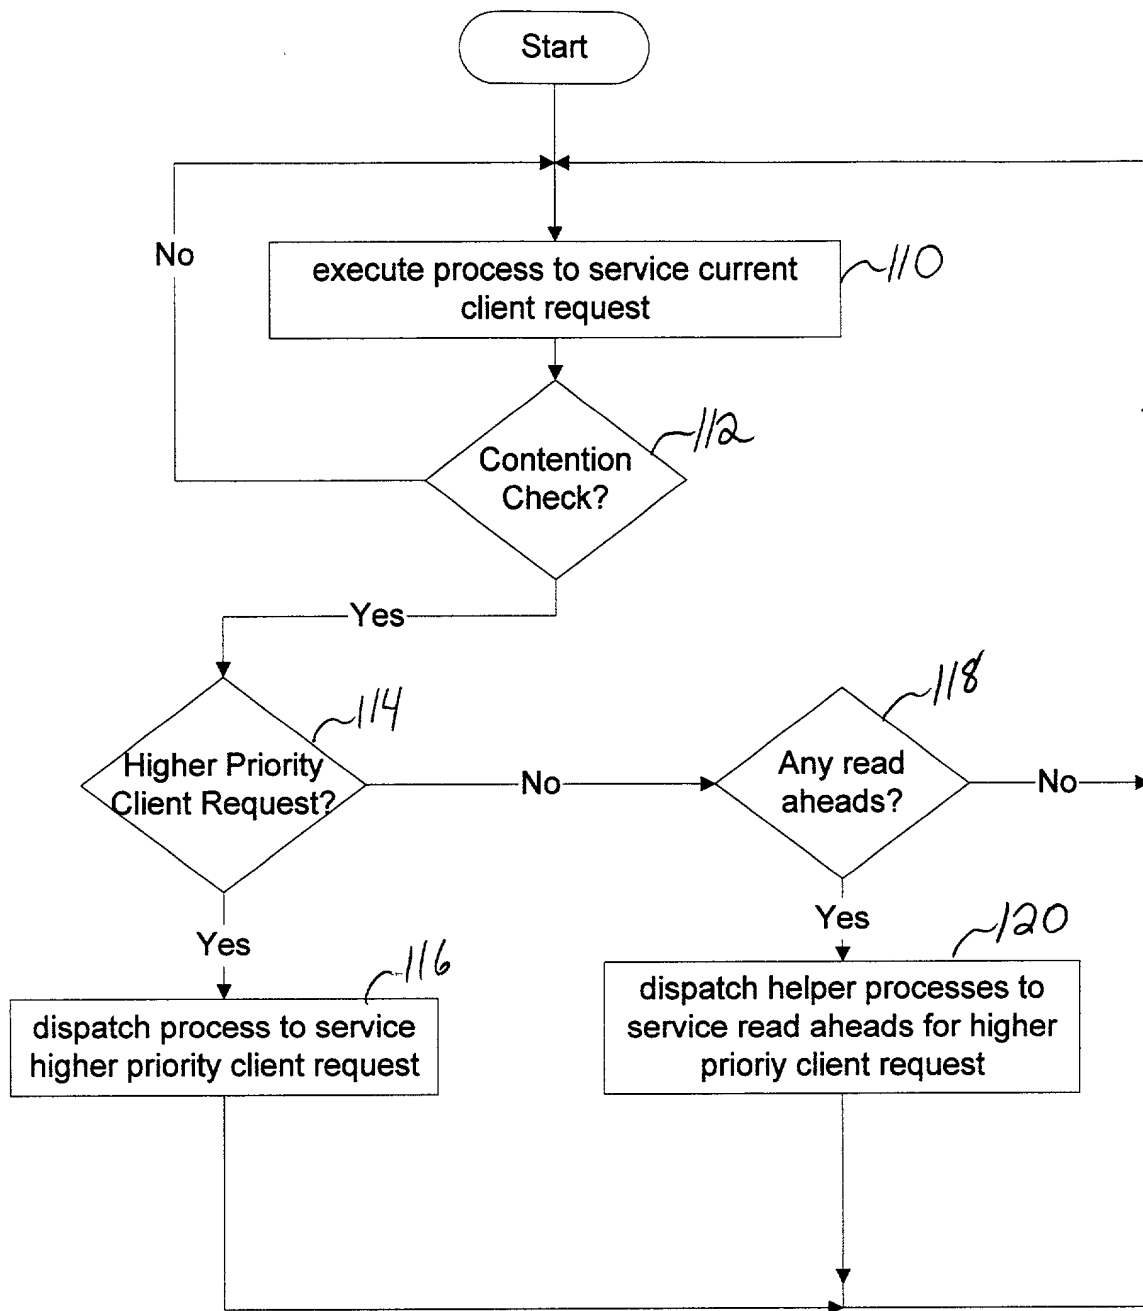 Start
No
execute process to service current
client request
110
Contention
Check?
112
Yes
Higher Priority
Client Request?
114
No
Any read
aheads?
118
No
Yes
Yes
dispatch process to service
higher priority client request
116
dispatch helper processes to
service read aheads for higher
prioriy client request
120